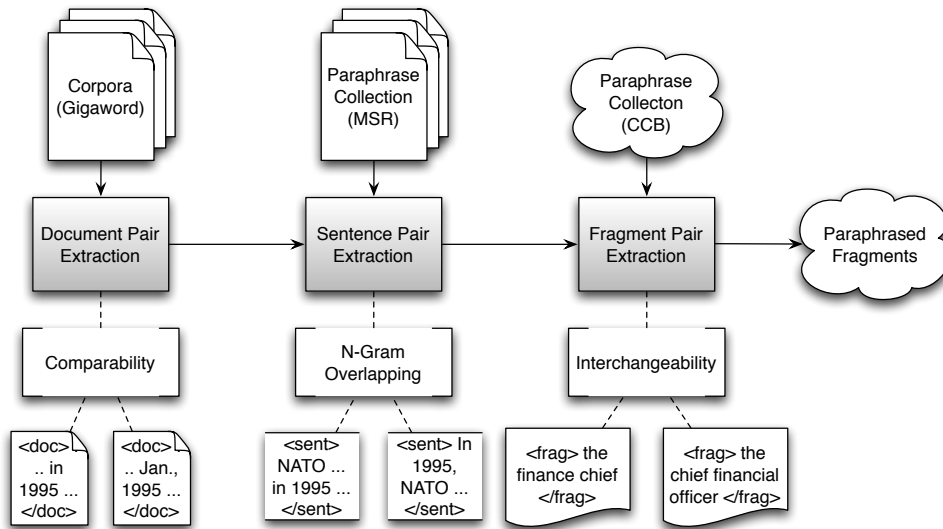 Corpora
(Gigaword)
Paraphrase
Collection
(MSR)
Paraphrase
Collecton
(CCB)
Document Pair
Extraction
Sentence Pair
Extraction
Fragment Pair
Extraction
Paraphrased
Fragments
Comparability
N-Gram
Overlapping
Interchangeability
<doc>
.. in
1995 ...
</doc>
<doc>
.. Jan.,
1995 ...
</doc>
<sent>
NATO ...
in 1995 ...
</sent>
<sent> In
1995,
NATO ...
</sent>
<frag> the
finance chief
</frag>
<frag> the
chief financial
officer </frag>